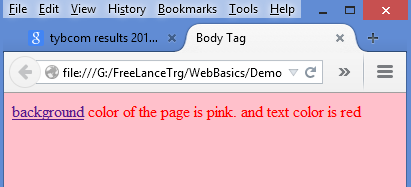 File Edit View History Bookmarks Tools Help
tybcom results 201...
Body Tag
file:///G:/FreeLanceTrg/WebBasics/Demo
background color of the page is pink. and text color is red